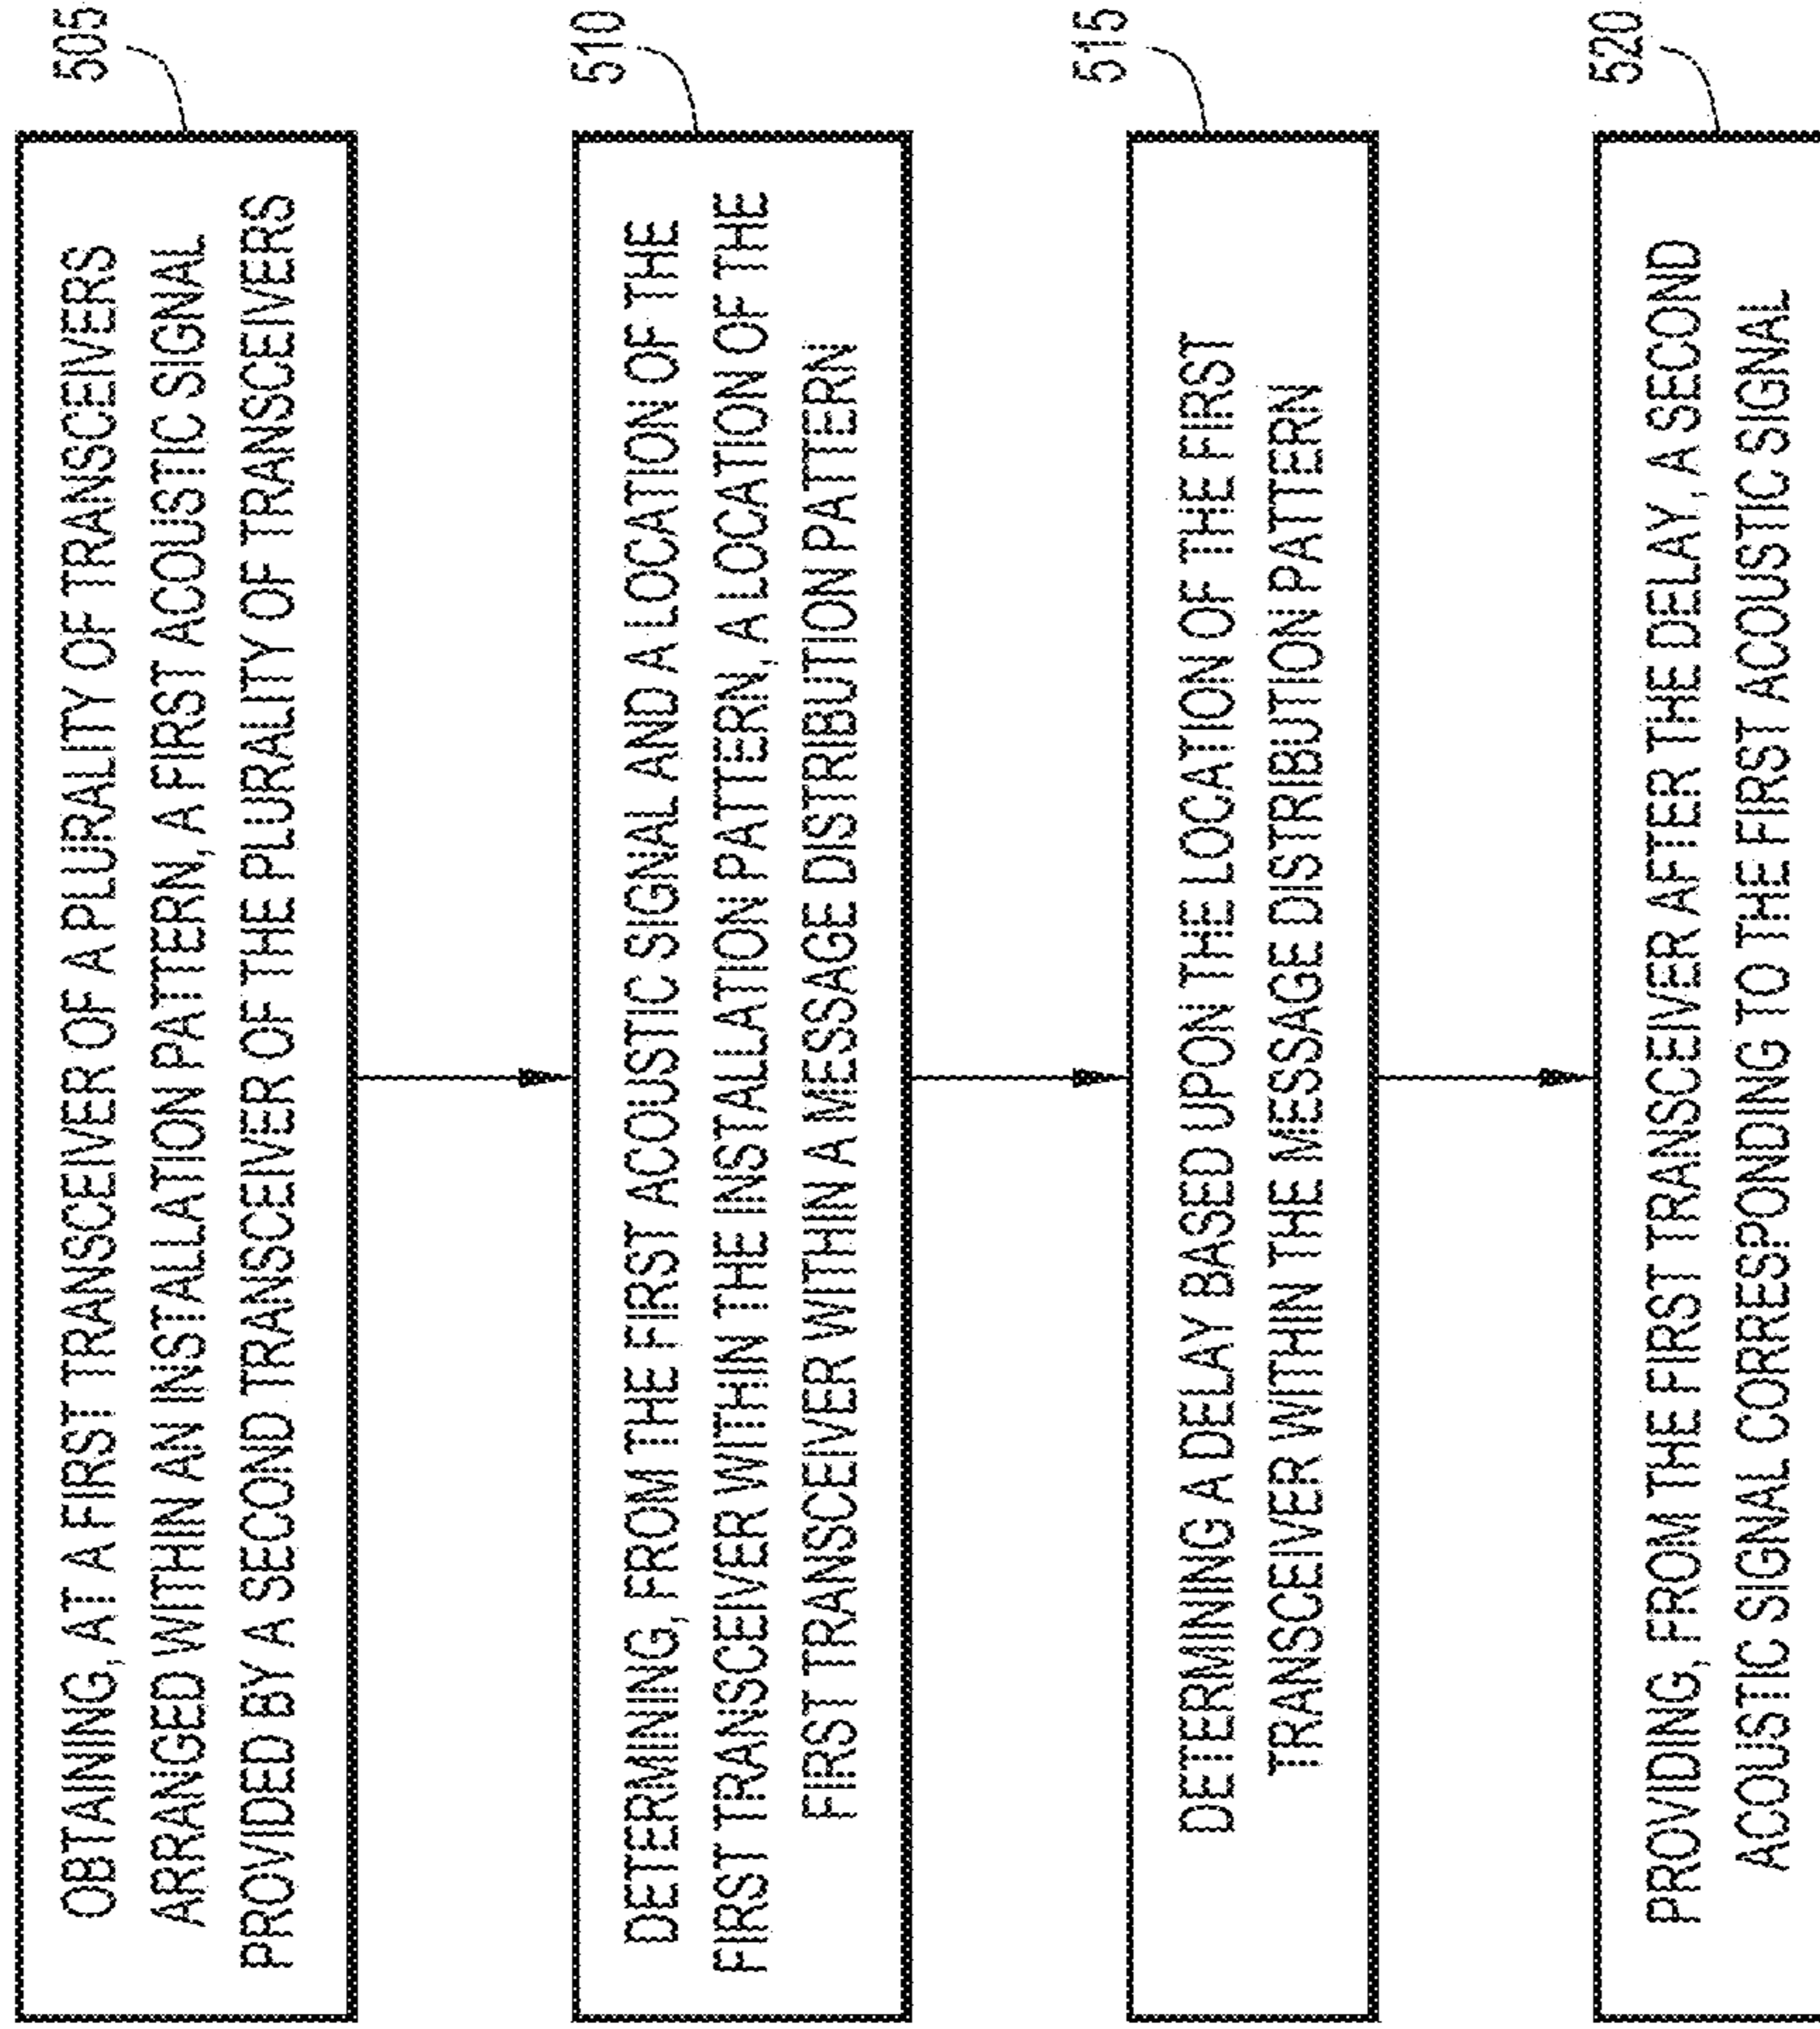 OBTAINING, AT A FIRST TRANSCEIVER OF A PLURALITY OF TRANSCEIVERS
ARRANGED WITHIN AN INSTALLATION PATTERN, A FIRST ACOUSTIC SIGNAL
PROVIDED BY A SECOND TRANSCEIVER OF THE PLURALITY OF TRANSCEIVERS
505
DETERMINING, FROM THE FIRST ACOUSTIC SIGNAL AND A LOCATION OF THE
FIRST TRANSCEIVER WITHIN THE INSTALLATION PATTERN, A LOCATION OF THE
FIRST TRANSCEIVER WITHIN A MESSAGE DISTRIBUTION PATTERN
510
DETERMINING A DELAY BASED UPON THE LOCATION OF THE FIRST
TRANSCEIVER WITHIN THE MESSAGE DISTRIBUTION PATTERN
515
PROVIDING, FROM THE FIRST TRANSCEIVER AFTER THE DELAY, A SECOND
ACOUSTIC SIGNAL CORRESPONDING TO THE FIRST ACOUSTIC SIGNAL
520